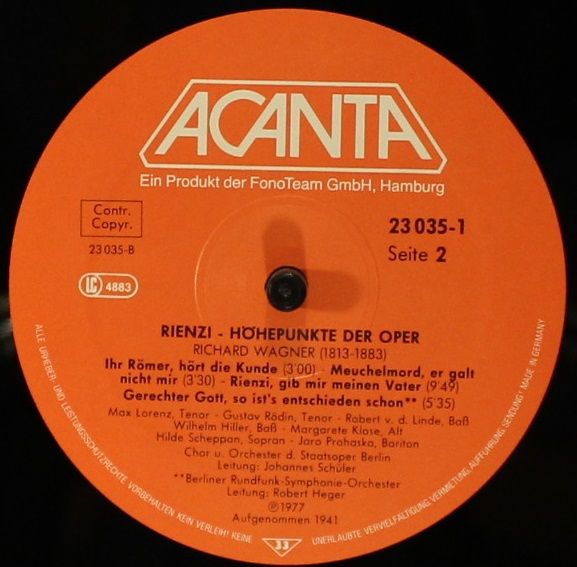 ACANTA
Ein Produkt der FonoTeam GmbH, Hamburg
Contr.
Copyr.
23 035-B
LC 4883
23 035-1
Seite 2
RIENZI - HÖHEPUNKTE DER OPER
RICHARD WAGNER (1813-1883)
Ihr Römer, hört die Kunde (3'00) - Meuchelmord, er galt
nicht mir (3'30) - Rienzi, gib mir meinen Vater (9'49)
Gerechter Gott, so ist's entschieden schon** (5'35)
Max Lorenz, Tenor - Gustav Rödin, Tenor - Robert v. d. Linde, Baß
Wilhelm Hiller, Baß - Margarete Klose, Alt
Hilde Scheppan, Sopran - Jaro Prohaska, Bariton
Chor u. Orchester d. Staatsoper Berlin
Leitung: Johannes Schüler
**Berliner Rundfunk-Symphonie-Orchester
Leitung: Robert Heger
Ⓟ1977
Aufgenommen 1941
33
ALLE URHEBER- UND LEISTUNGSSCHUTZRECHTE VORBEHALTEN KEIN VERLEIH! KEINE
UNERLAUBTE VERVIELFÄLTIGUNG, VERMIETUNG, AUFFÜHRUNG, SENDUNG! MADE IN GERMANY